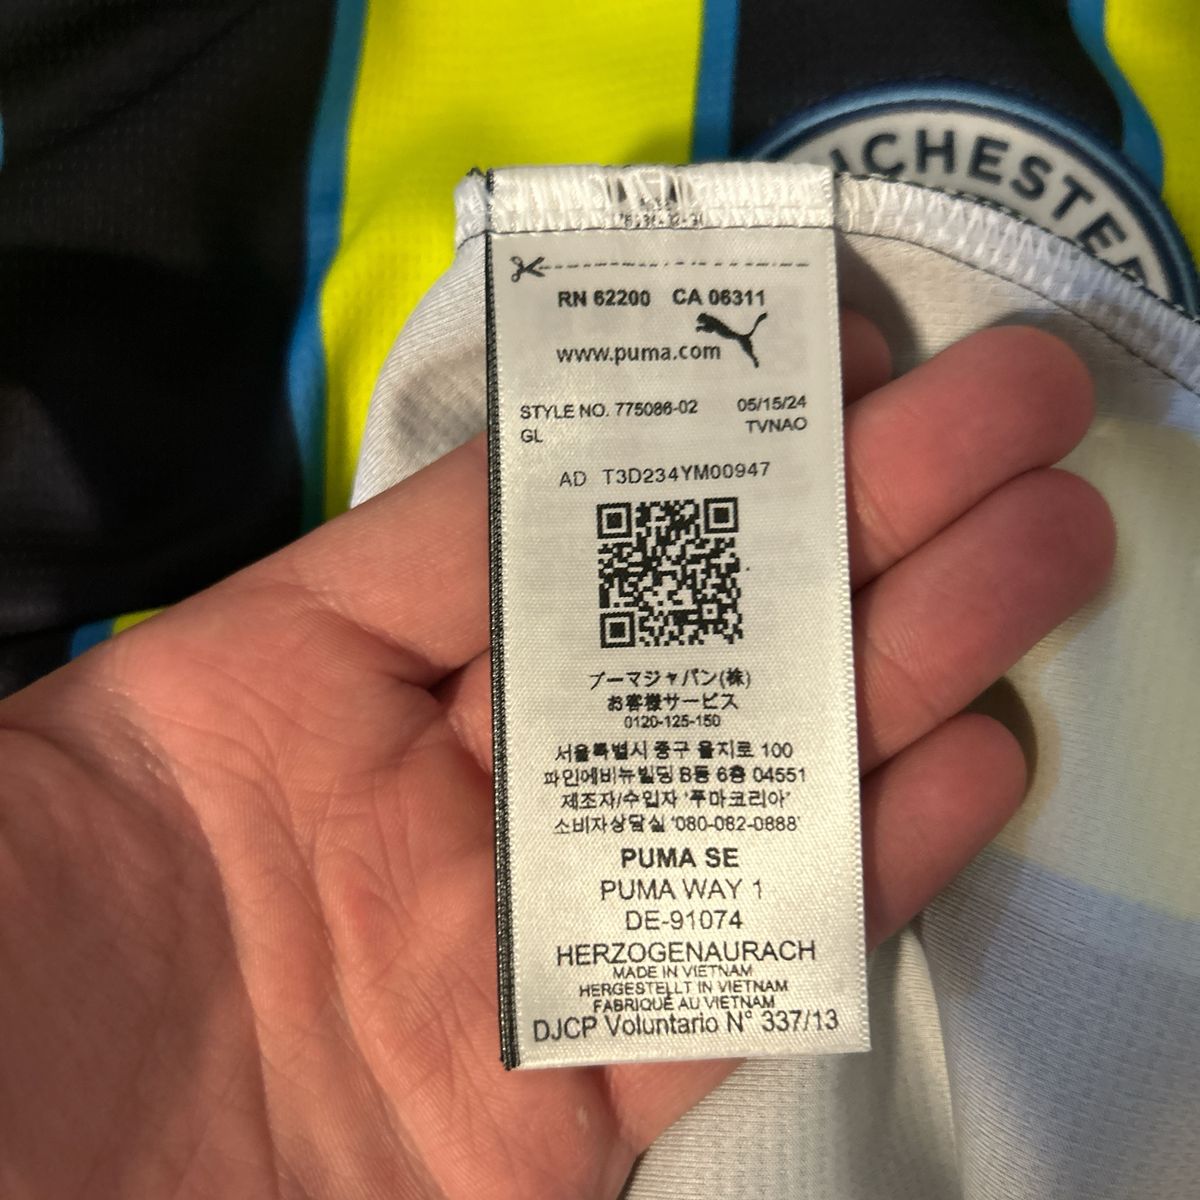 CHESTER
RN 62200 CA 06311
www.puma.com
STYLE NO. 775086-02 05/15/24
GL TVNAO
AD T3D234YM00947
プーマジャパン(株)
お客様サービス
0120-125-150
서울특별시 중구 을지로 100
파인에비뉴빌딩 B동 6층 04551
제조자/수입자 '푸마코리아'
소비자상담실 '080-082-0888'
PUMA SE
PUMA WAY 1
DE-91074
HERZOGENAURACH
MADE IN VIETNAM
HERGESTELLT IN VIETNAM
FABRIQUÉ AU VIETNAM
DJCP Voluntario N° 337/13